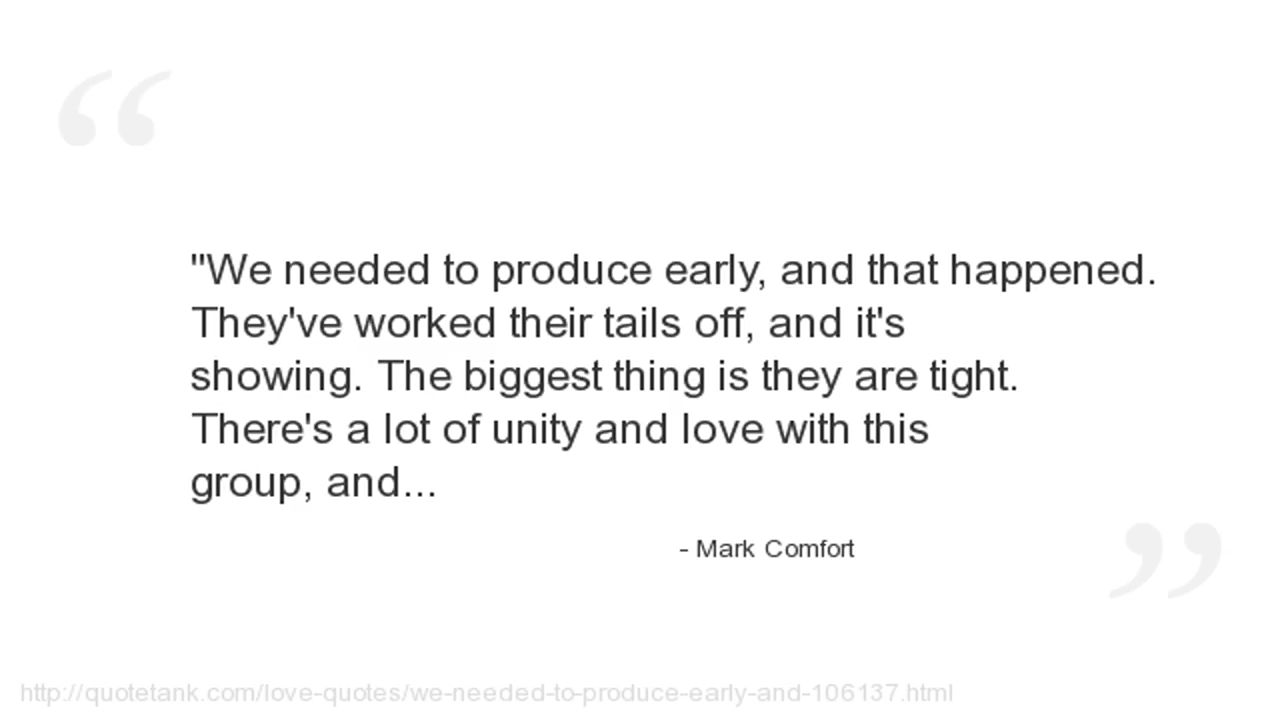 "We needed to produce early, and that happened.
They've worked their tails off, and it's
showing. The biggest thing is they are tight.
There's a lot of unity and love with this
group, and...
- Mark Comfort
http://quotetank.com/love-quotes/we-needed-to-produce-early-and-106137.html